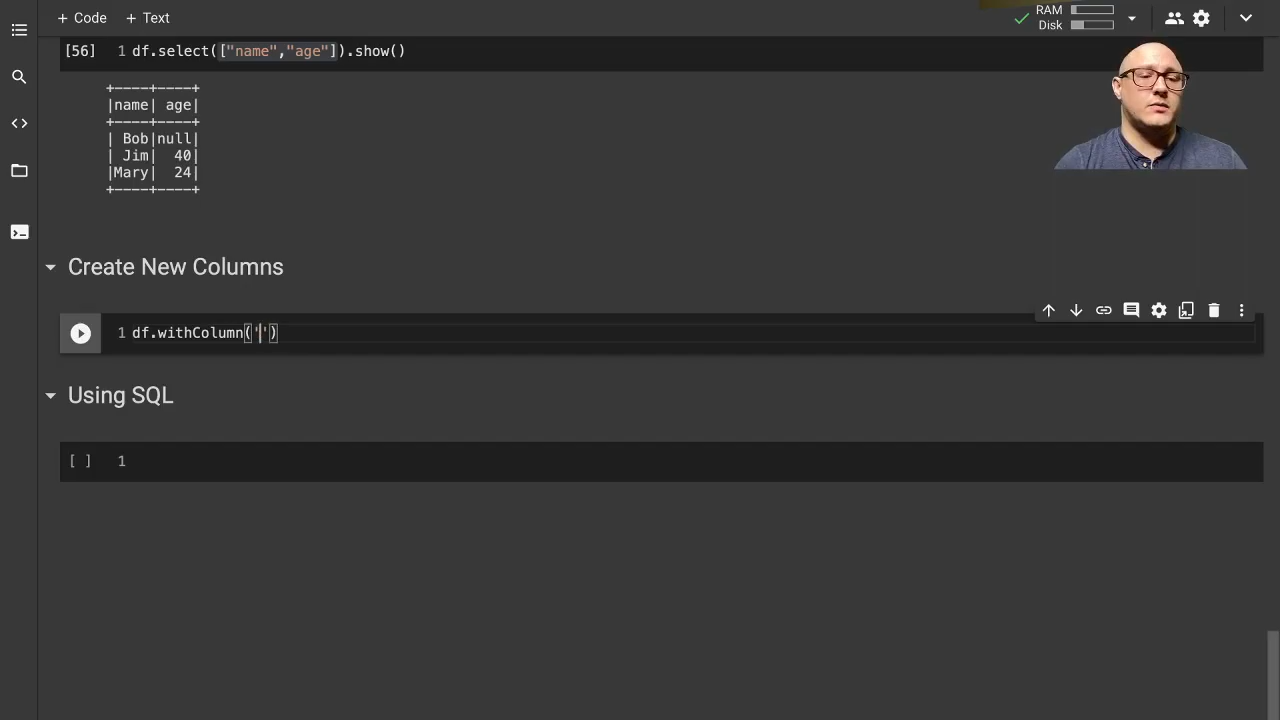 + Code + Text
RAM
Disk
[56] 1 df.select(["name","age"]).show()
+----+----+
|name| age|
+----+----+
| Bob|null|
| Jim|  40|
|Mary|  24|
+----+----+
Create New Columns
1 df.withColumn('')
Using SQL
[ ] 1